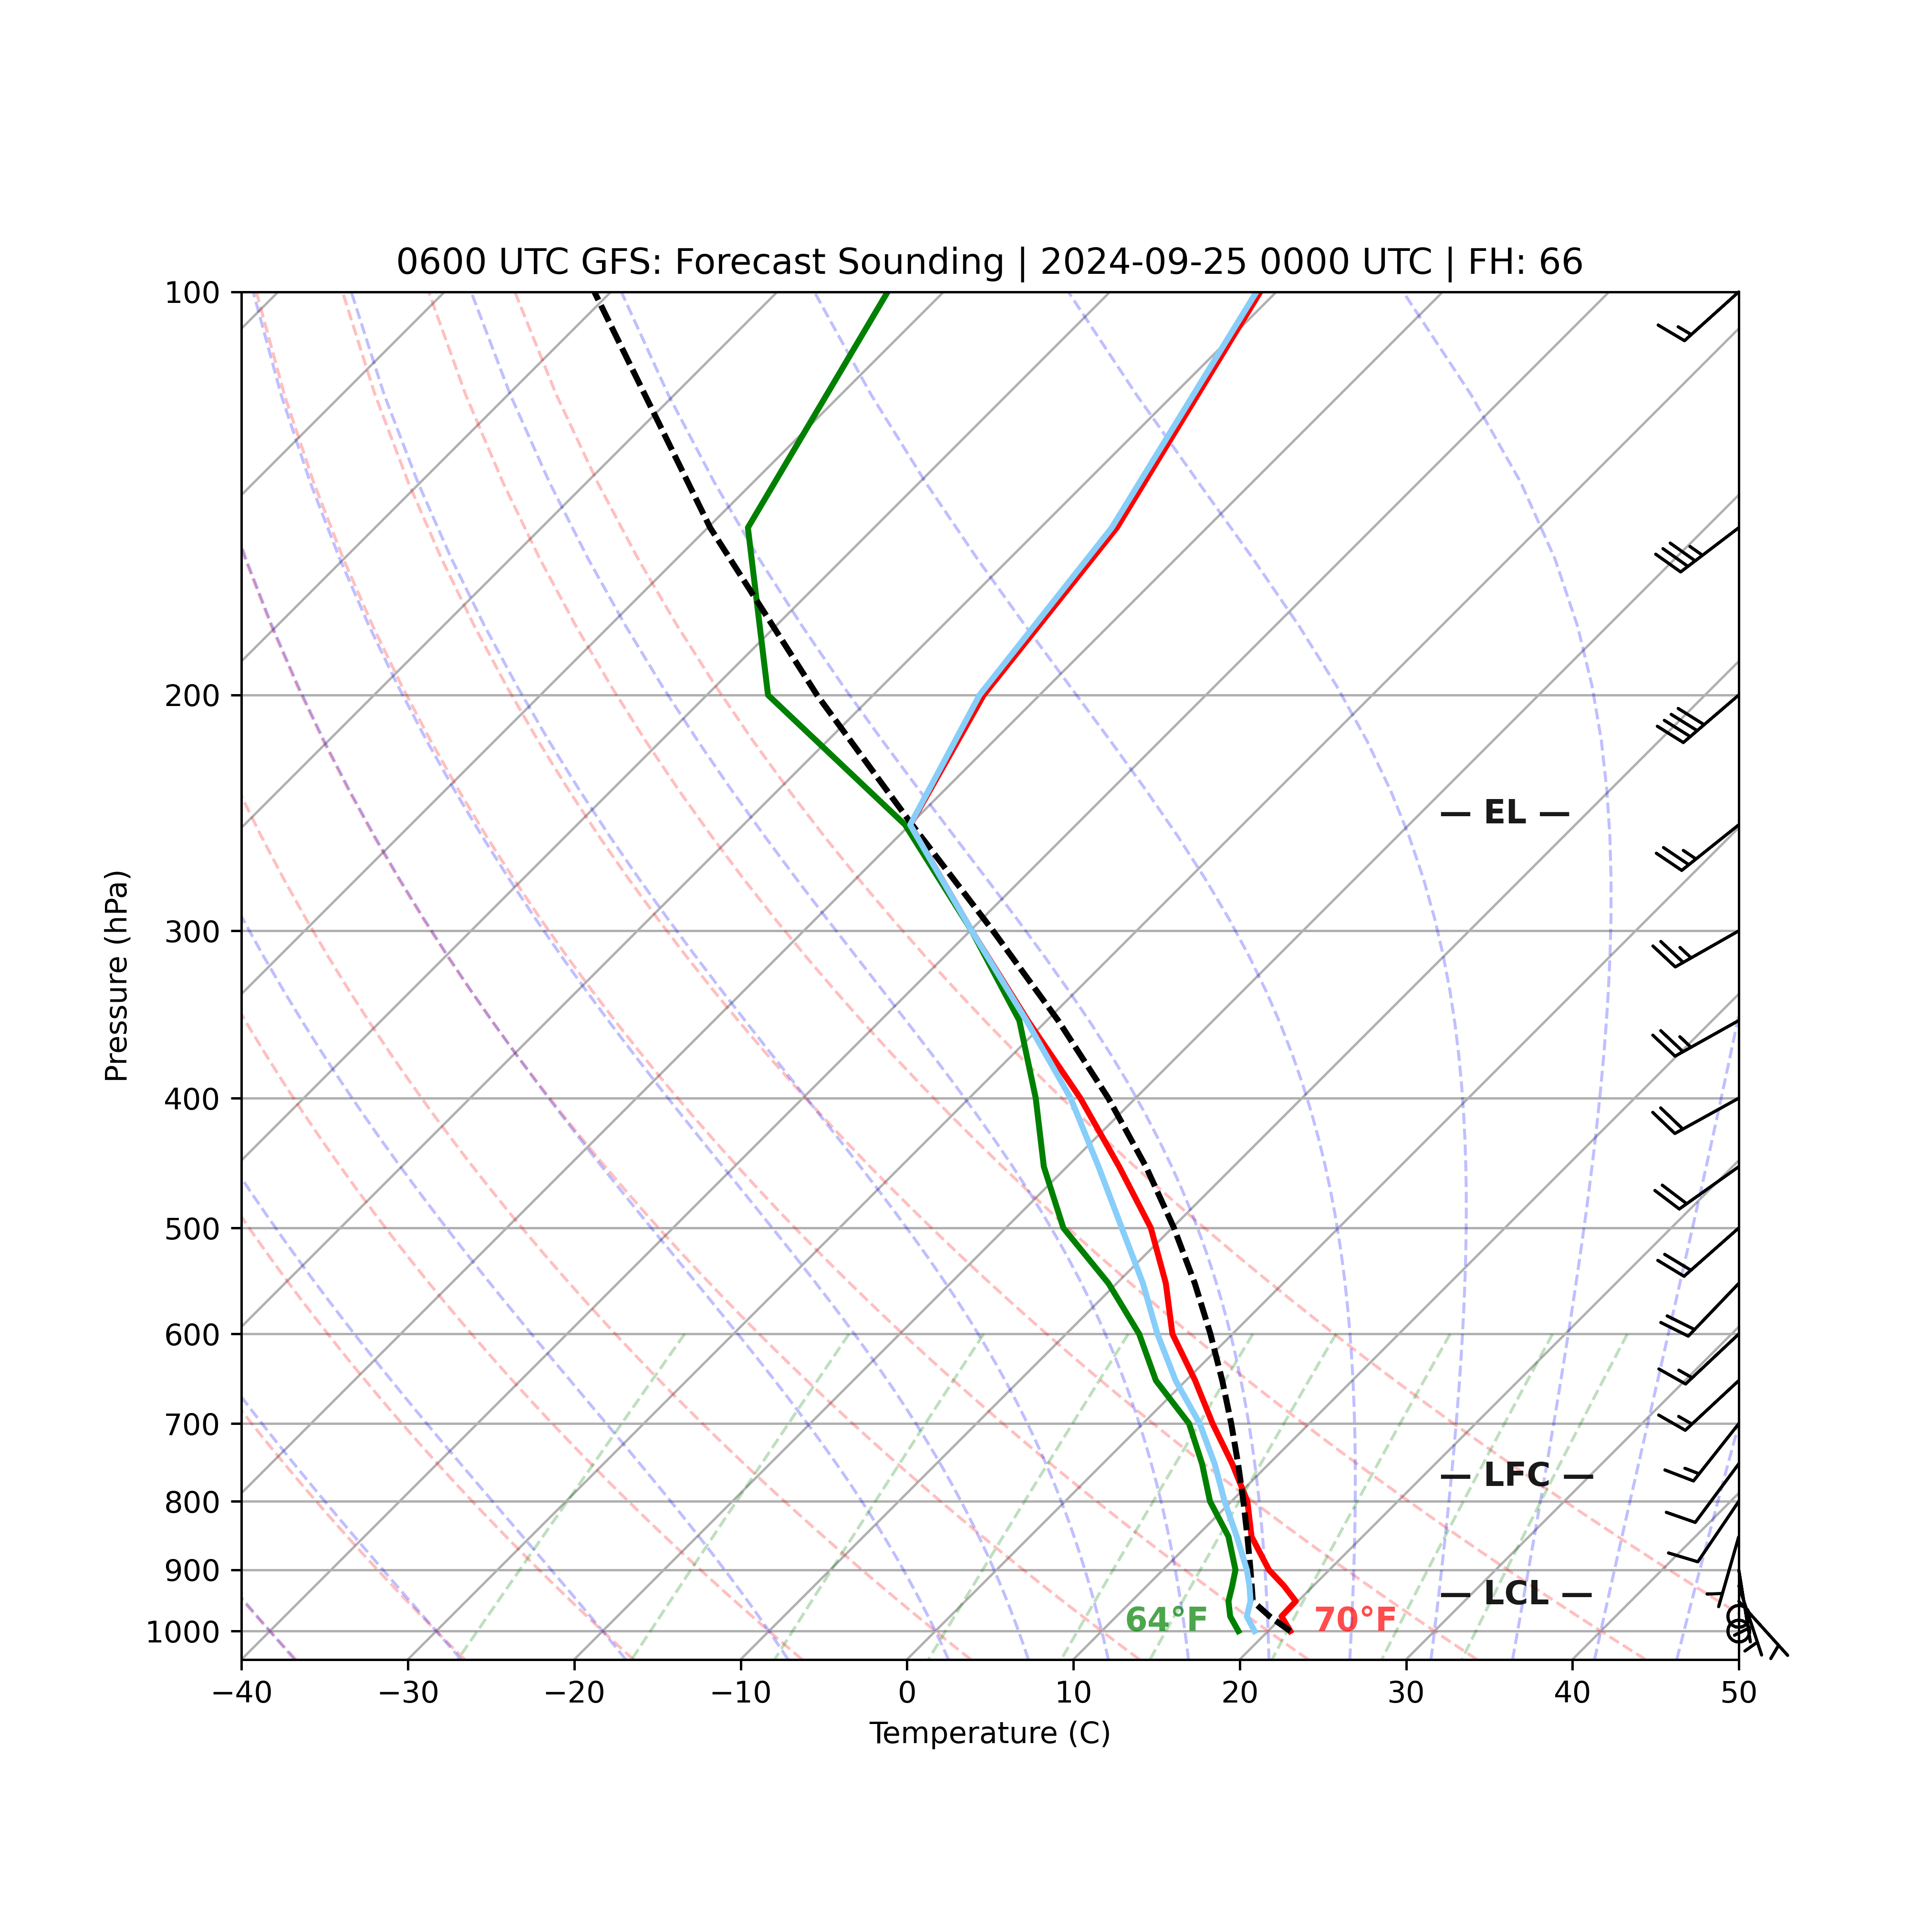 0600 UTC GFS: Forecast Sounding | 2024-09-25 0000 UTC | FH: 66
100
200
— EL —
300
Pressure (hPa)
400
500
600
700
— LFC —
800
900
— LCL —
64°F 70°F
1000
−40 −30 −20 −10 0 10 20 30 40 50
Temperature (C)